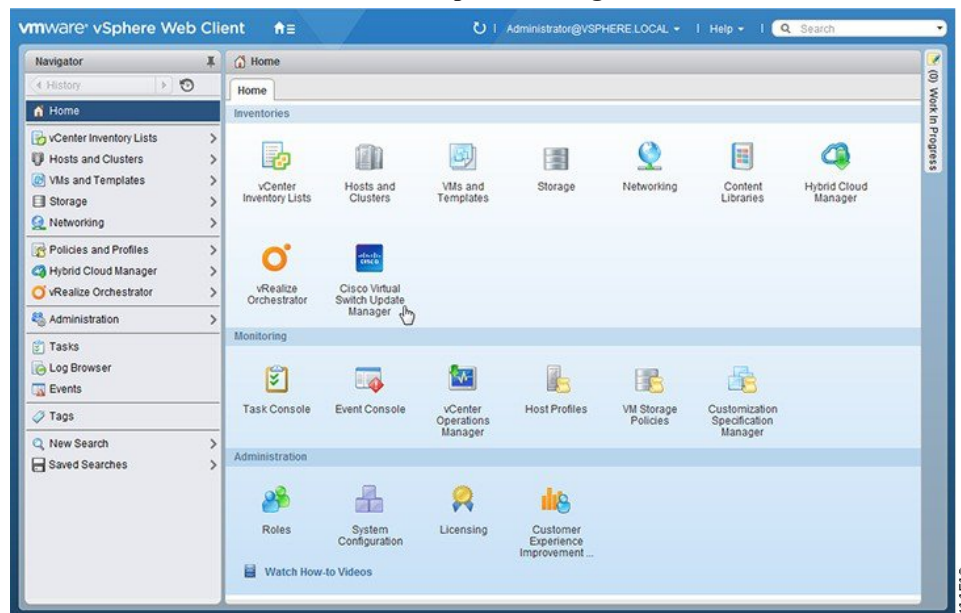 vmware® vSphere Web Client
Administrator@VSPHERE.LOCAL
Help
Search
Navigator
History
Home
vCenter Inventory Lists
Hosts and Clusters
VMs and Templates
Storage
Networking
Policies and Profiles
Hybrid Cloud Manager
vRealize Orchestrator
Administration
Tasks
Log Browser
Events
Tags
New Search
Saved Searches
Home
Home
Inventories
vCenter
Inventory Lists
Hosts and
Clusters
VMs and
Templates
Storage
Networking
Content
Libraries
Hybrid Cloud
Manager
vRealize
Orchestrator
CISCO
Cisco Virtual
Switch Update
Manager
Monitoring
Task Console
Event Console
vCenter
Operations
Manager
Host Profiles
VM Storage
Policies
Customization
Specification
Manager
Administration
Roles
System
Configuration
Licensing
Customer
Experience
Improvement ...
Watch How-to Videos
(0) Work In Progress